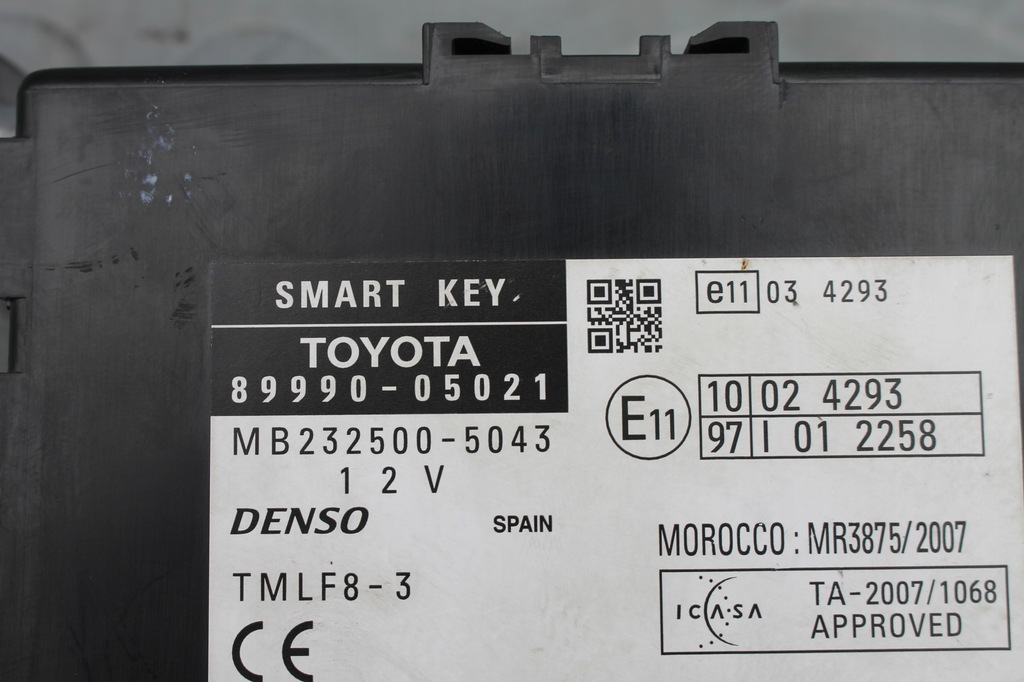 SMART KEY
TOYOTA
89990-05021
MB232500-5043
12V
DENSO SPAIN
TMLF8-3
CE
e11 03 4293
E11
10 02 4293
97 I 01 2258
MOROCCO : MR3875/2007
ICASA
TA-2007/1068
APPROVED